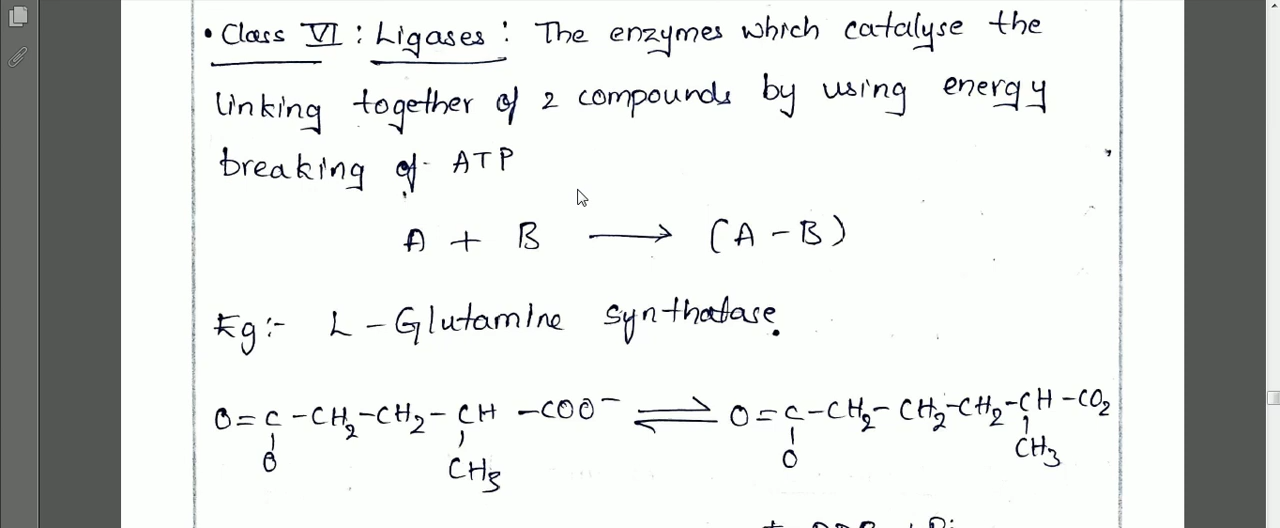 • Class VI : Ligases : The enzymes which catalyse the
linking together of 2 compounds by using energy
breaking of ATP
A + B ⟶ (A - B)
Eg:- L - Glutamine synthatase.
O=C-CH2-CH2-CH-COO⁻ ⇌ O=C-CH2-CH2-CH2-CH-CO2
O CH3 O CH3